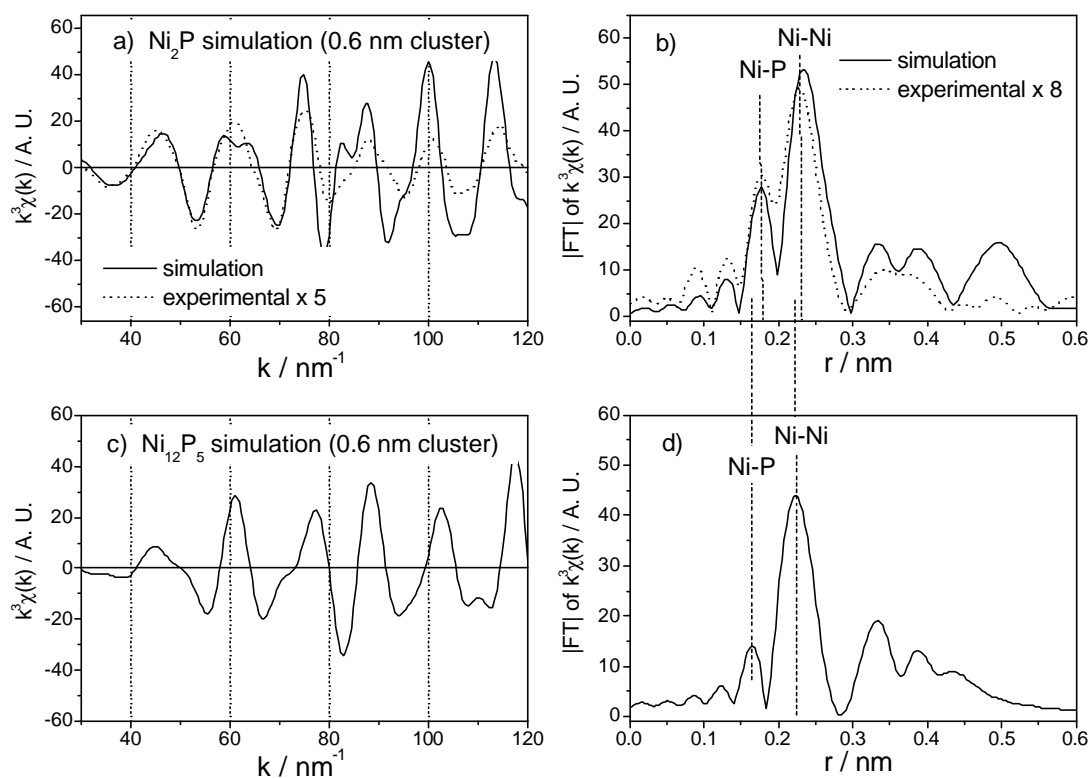 a) Ni₂P simulation (0.6 nm cluster)
60
40
20
0
-20
-40
-60
k³χ(k) / A. U.
simulation
experimental x 5
40 60 80 100 120
k / nm⁻¹
b)
Ni-Ni
Ni-P
simulation
experimental x 8
60
50
40
30
20
10
0
|FT| of k³χ(k) / A. U.
0.0 0.1 0.2 0.3 0.4 0.5 0.6
r / nm
c) Ni₁₂P₅ simulation (0.6 nm cluster)
60
40
20
0
-20
-40
-60
k³χ(k) / A. U.
40 60 80 100 120
k / nm⁻¹
d)
Ni-Ni
Ni-P
60
50
40
30
20
10
0
|FT| of k³χ(k) / A. U.
0.0 0.1 0.2 0.3 0.4 0.5 0.6
r / nm